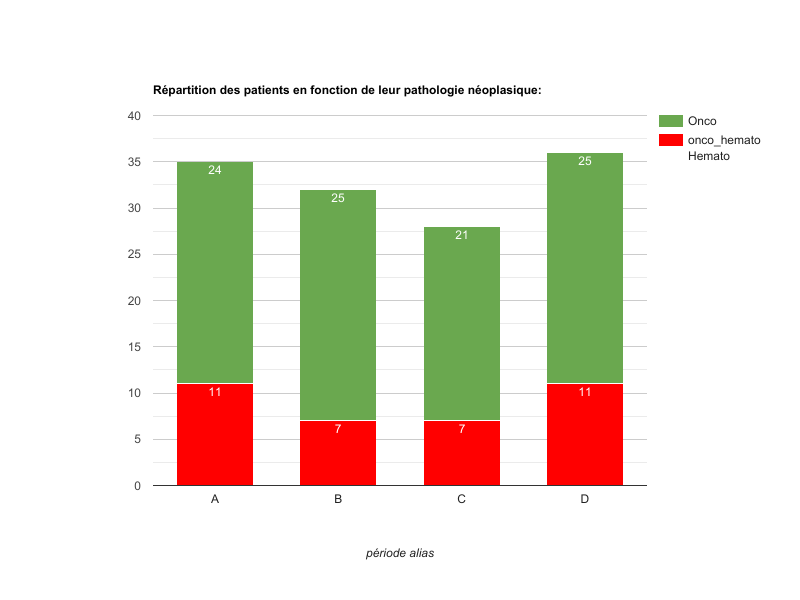 Répartition des patients en fonction de leur pathologie néoplasique:
40
35
30
25
20
15
10
5
0
24
25
21
25
11
7
7
11
A
B
C
D
période alias
Onco
onco_hemato
Hemato